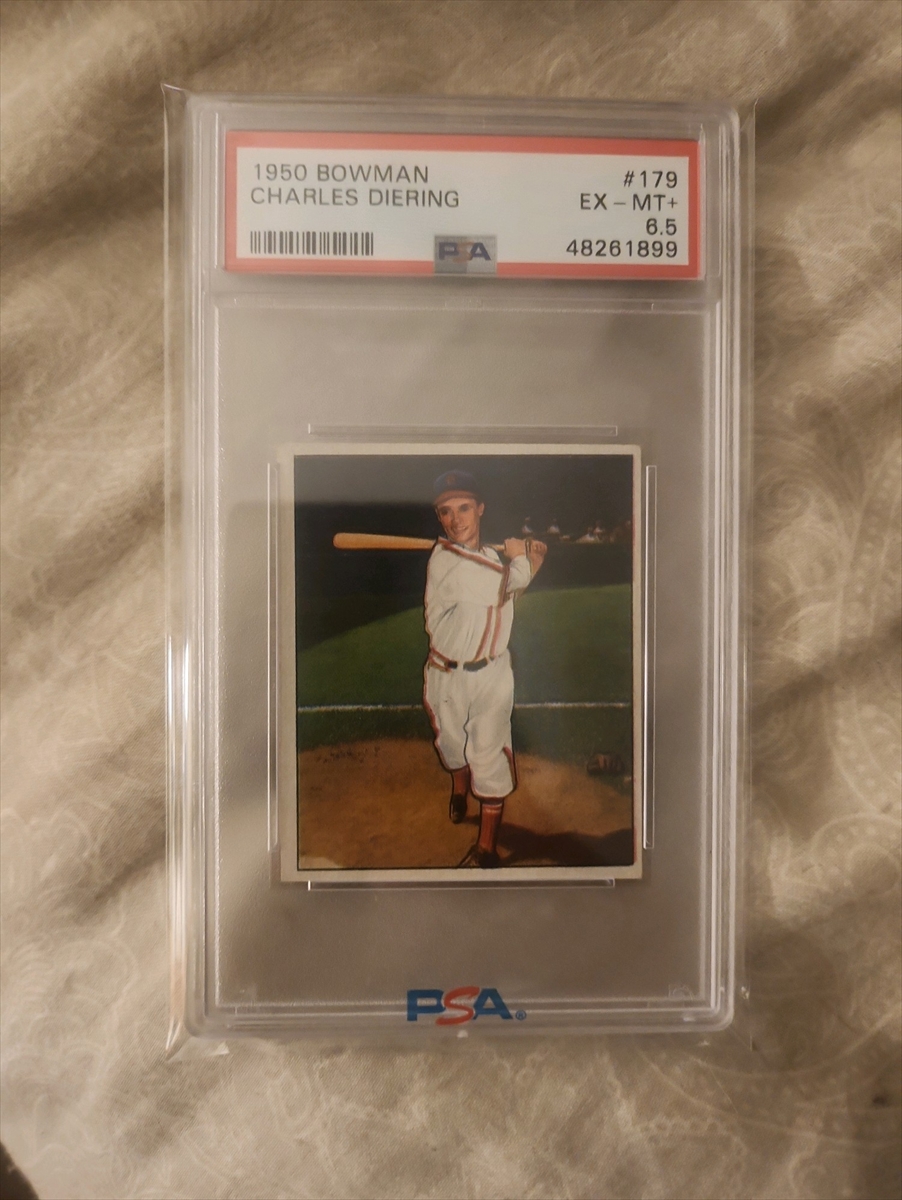 1950 BOWMAN #179
CHARLES DIERING EX - MT+
6.5
PSA 48261899
PSA®